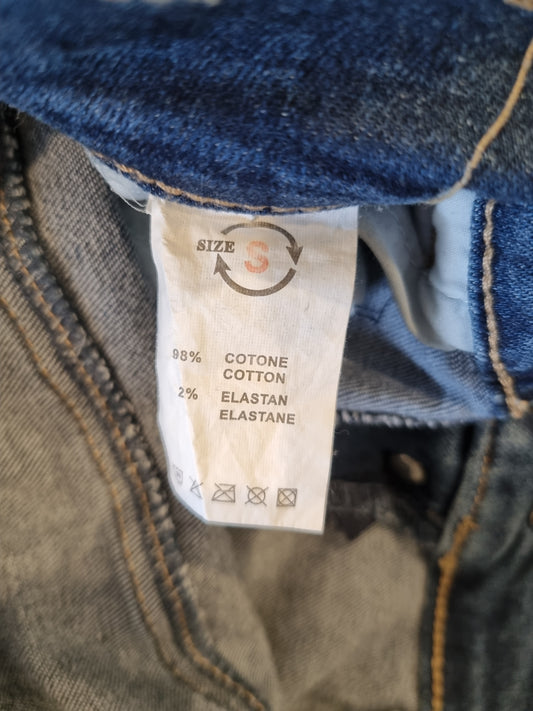 SIZE S
98% COTONE
COTTON
2% ELASTAN
ELASTANE